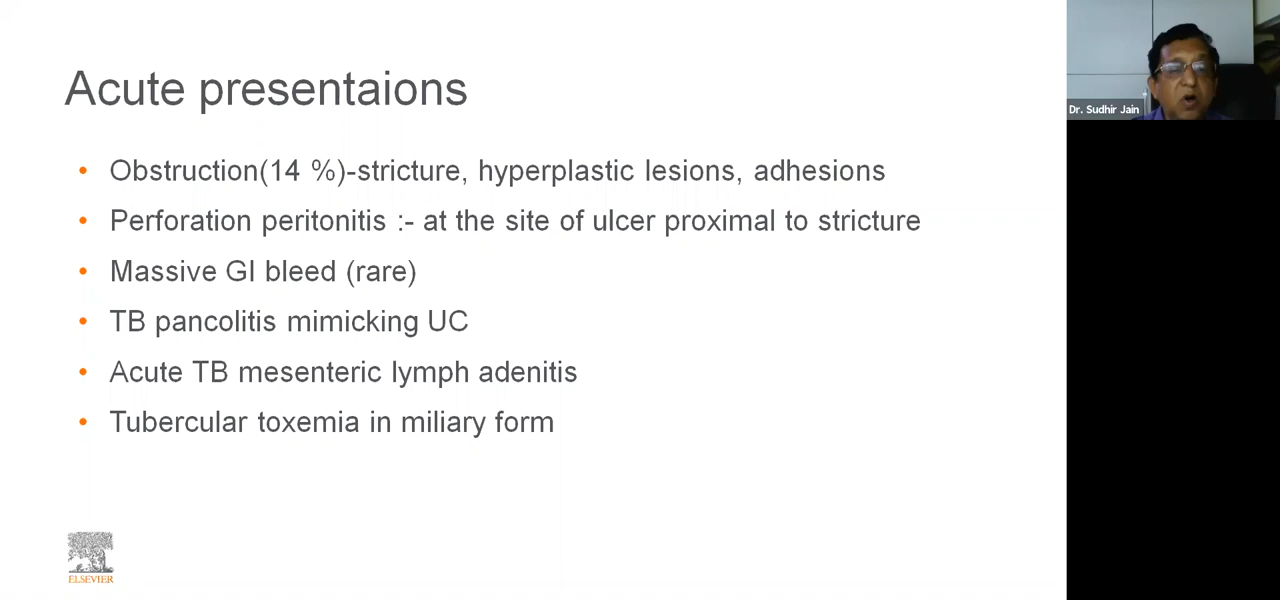 Acute presentaions
• Obstruction(14 %)-stricture, hyperplastic lesions, adhesions
• Perforation peritonitis :- at the site of ulcer proximal to stricture
• Massive GI bleed (rare)
• TB pancolitis mimicking UC
• Acute TB mesenteric lymph adenitis
• Tubercular toxemia in miliary form
ELSEVIER
Dr. Sudhir Jain